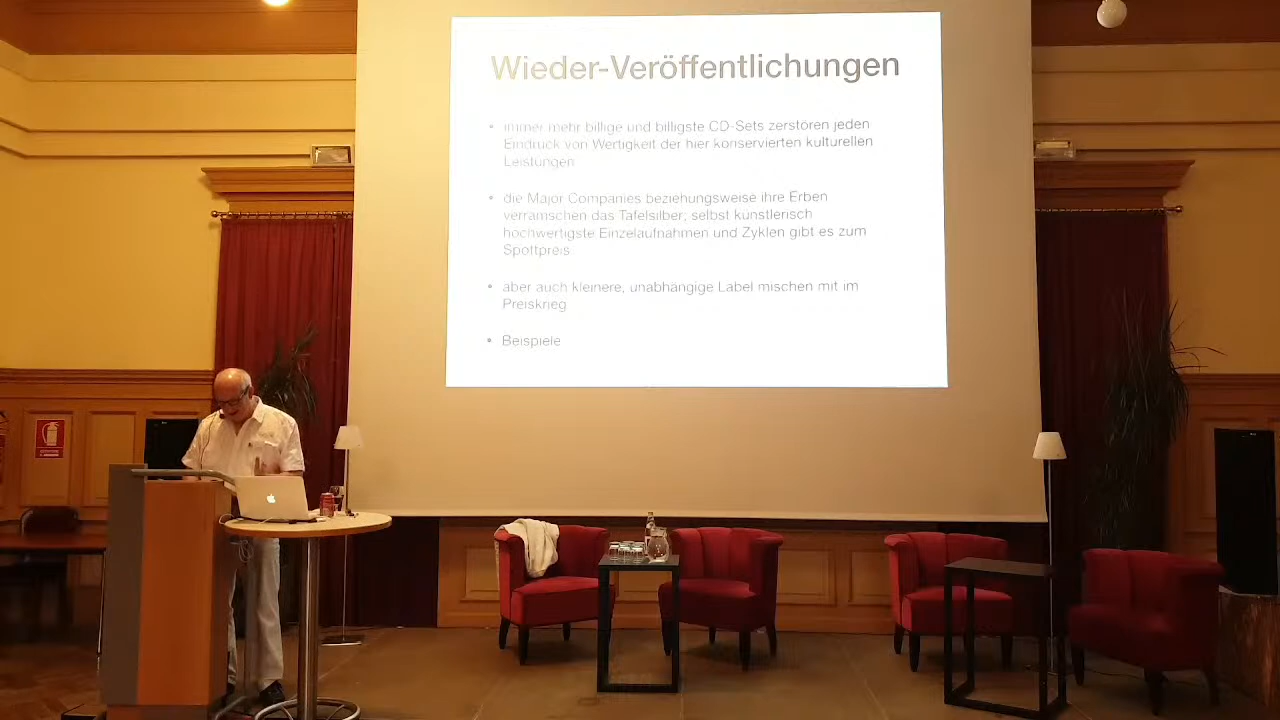 Wieder-Veröffentlichungen
• immer mehr billige und billigste CD-Sets zerstören jeden
Eindruck von Wertigkeit der hier konservierten kulturellen
Leistungen
• die Major Companies beziehungsweise ihre Erben
verramschen das Tafelsilber; selbst künstlerisch
hochwertigste Einzelaufnahmen und Zyklen gibt es zum
Spottpreis
• aber auch kleinere, unabhängige Label mischen mit im
Preiskrieg
• Beispiele